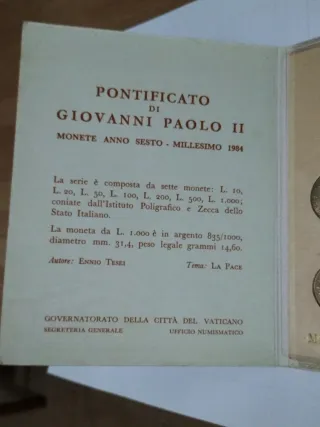 PONTIFICATO
DI
GIOVANNI PAOLO II
MONETE ANNO SESTO - MILLESIMO 1984
La serie è composta da sette monete: L. 10,
L. 20, L. 50, L. 100, L. 200, L. 500, L. 1.000;
coniate dall'Istituto Poligrafico e Zecca dello
Stato Italiano.
La moneta da L. 1.000 è in argento 835/1000,
diametro mm. 31,4, peso legale grammi 14,60.
Autore: ENNIO TESEI Tema: LA PACE
GOVERNATORATO DELLA CITTÀ DEL VATICANO
SEGRETERIA GENERALE UFFICIO NUMISMATICO